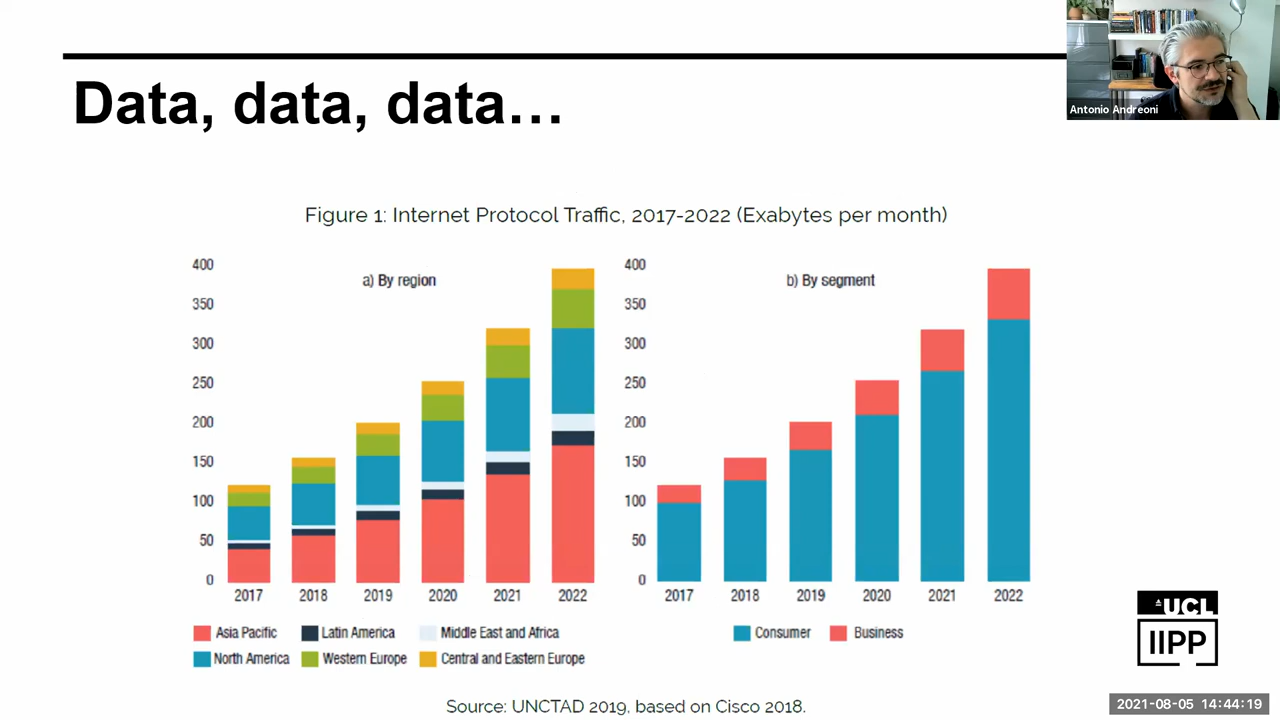 Antonio Andreoni
Data, data, data…
Figure 1: Internet Protocol Traffic, 2017-2022 (Exabytes per month)
a) By region
400
350
300
250
200
150
100
50
0
2017 2018 2019 2020 2021 2022
Asia Pacific Latin America Middle East and Africa
North America Western Europe Central and Eastern Europe
b) By segment
400
350
300
250
200
150
100
50
0
2017 2018 2019 2020 2021 2022
Consumer Business
UCL
IIPP
Source: UNCTAD 2019, based on Cisco 2018.
2021-08-05 14:44:19